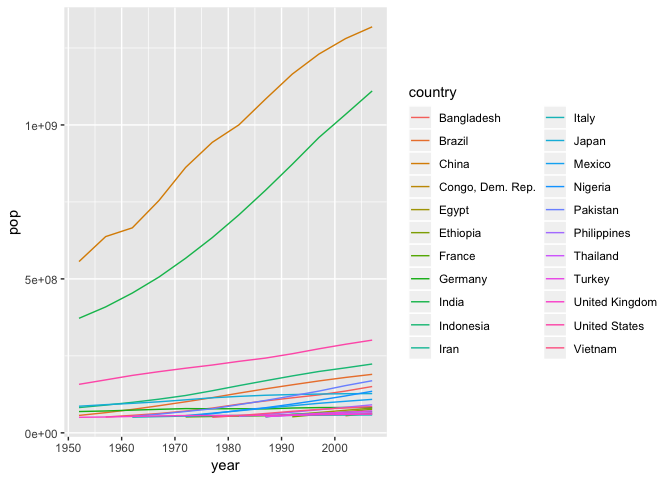 pop
1e+09
5e+08
0e+00
1950 1960 1970 1980 1990 2000
year
country
Bangladesh
Brazil
China
Congo, Dem. Rep.
Egypt
Ethiopia
France
Germany
India
Indonesia
Iran
Italy
Japan
Mexico
Nigeria
Pakistan
Philippines
Thailand
Turkey
United Kingdom
United States
Vietnam